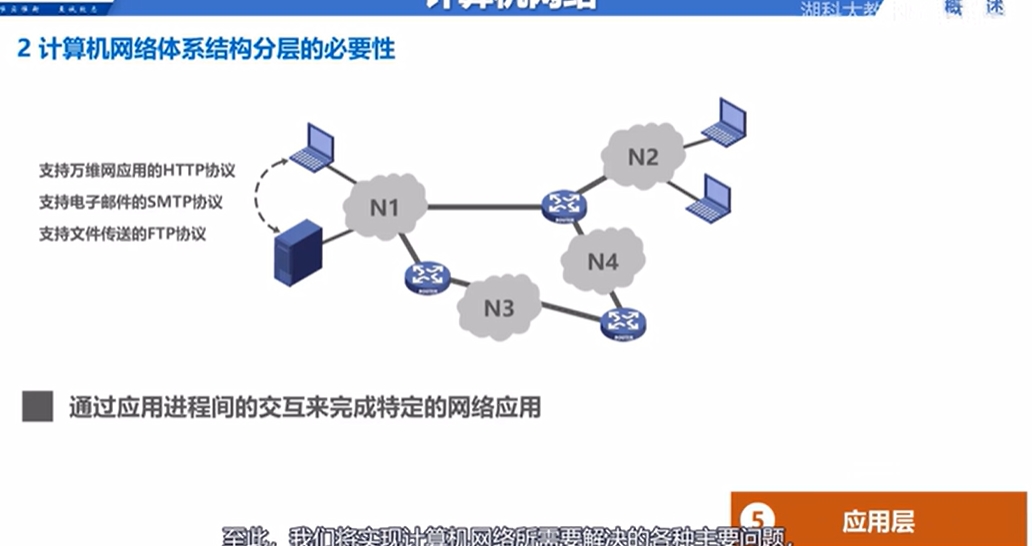 计算机网络
湖科大教
概 述
2 计算机网络体系结构分层的必要性
支持万维网应用的HTTP协议
支持电子邮件的SMTP协议
支持文件传送的FTP协议
N1
N2
N3
N4
ROUTER
ROUTER
ROUTER
通过应用进程间的交互来完成特定的网络应用
5 应用层
至此，我们将实现计算机网络所需要解决的各种主要问题，